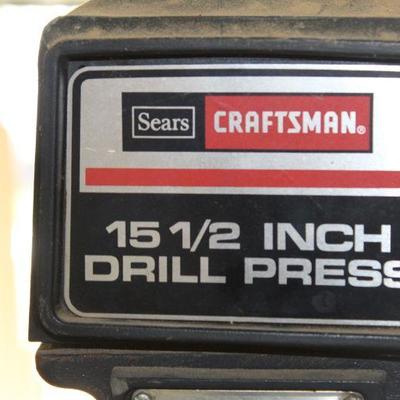 Sears CRAFTSMAN®
15 1/2 INCH
DRILL PRESS